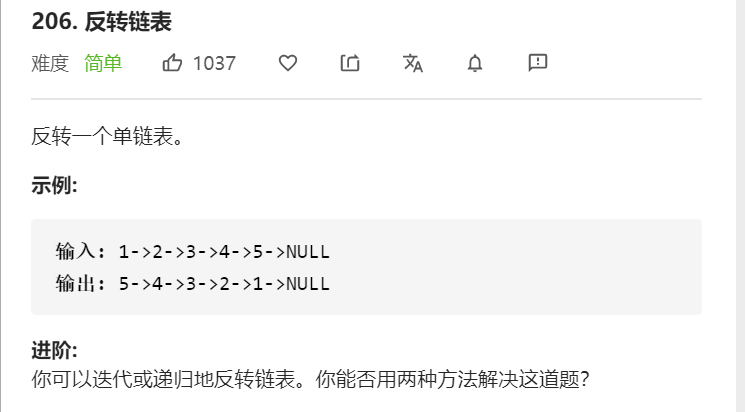 206. 反转链表
难度 简单 1037
反转一个单链表。
示例:
输入: 1->2->3->4->5->NULL
输出: 5->4->3->2->1->NULL
进阶:
你可以迭代或递归地反转链表。你能否用两种方法解决这道题?